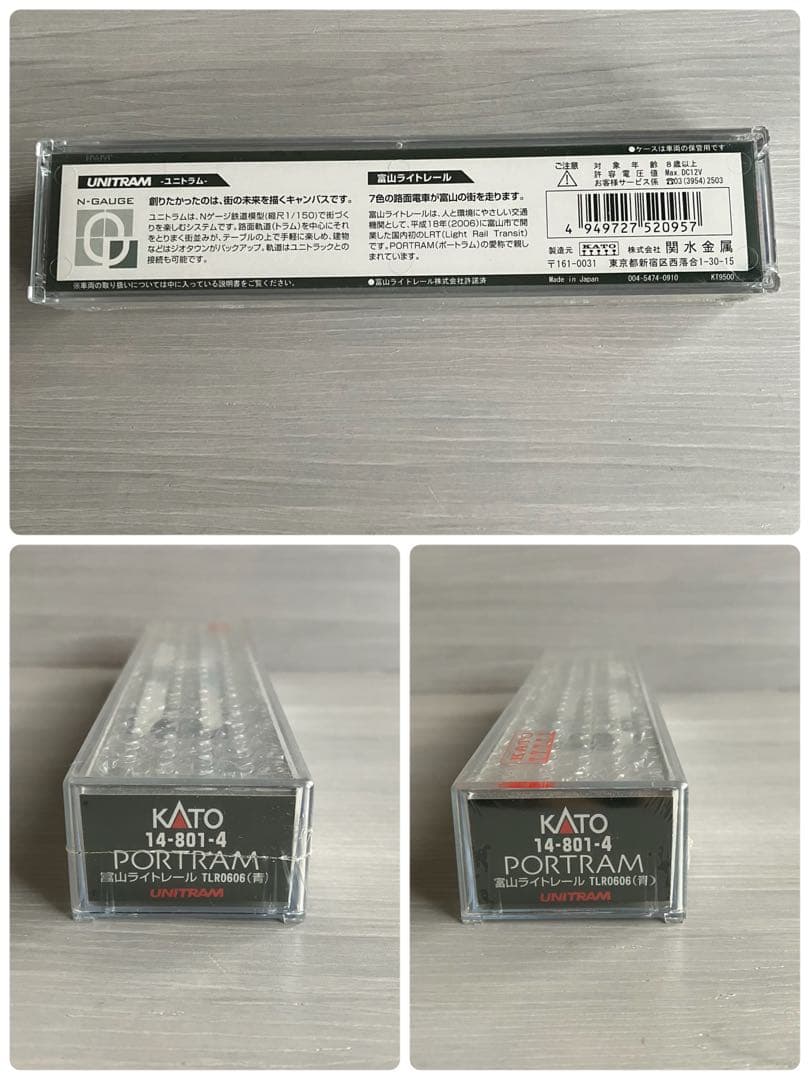 ●ケースは車両の保管用です
UNITRAM -ユニトラム-
N-GAUGE
創りたかったのは、街の未来を描くキャンバスです。
ユニトラムは、Nゲージ鉄道模型(縮尺1/150)で街づく
りを楽しむシステムです。路面軌道(トラム)を中心にそれ
をとりまく街並みが、テーブルの上で手軽に楽しめ、建物
などはジオタウンがバックアップ。軌道はユニトラックとの
接続も可能です。
※車両の取り扱いについては中に入っている説明書をご覧ください。
富山ライトレール
7色の路面電車が富山の街を走ります。
富山ライトレールは、人と環境にやさしい交通
機関として、平成18年(2006)に富山市で開
業した国内初のLRT(Light Rail Transit)
です。PORTRAM(ポートラム)の愛称で親し
まれています。
●富山ライトレール株式会社許諾済
ご注意 対象年齢 8歳以上
許容電圧値 Max.DC12V
お客様サービス係 ☎03(3954)2503
4 949727 520957
製造元 KATO 株式会社 関水金属
〒161-0031 東京都新宿区西落合1-30-15
Made in Japan 004-5474-0910 KT9500
KATO
14-801-4
PORTRAM
富山ライトレール TLR0606(青)
UNITRAM
KATO
KATO
14-801-4
PORTRAM
富山ライトレール TLR0606(青)
UNITRAM